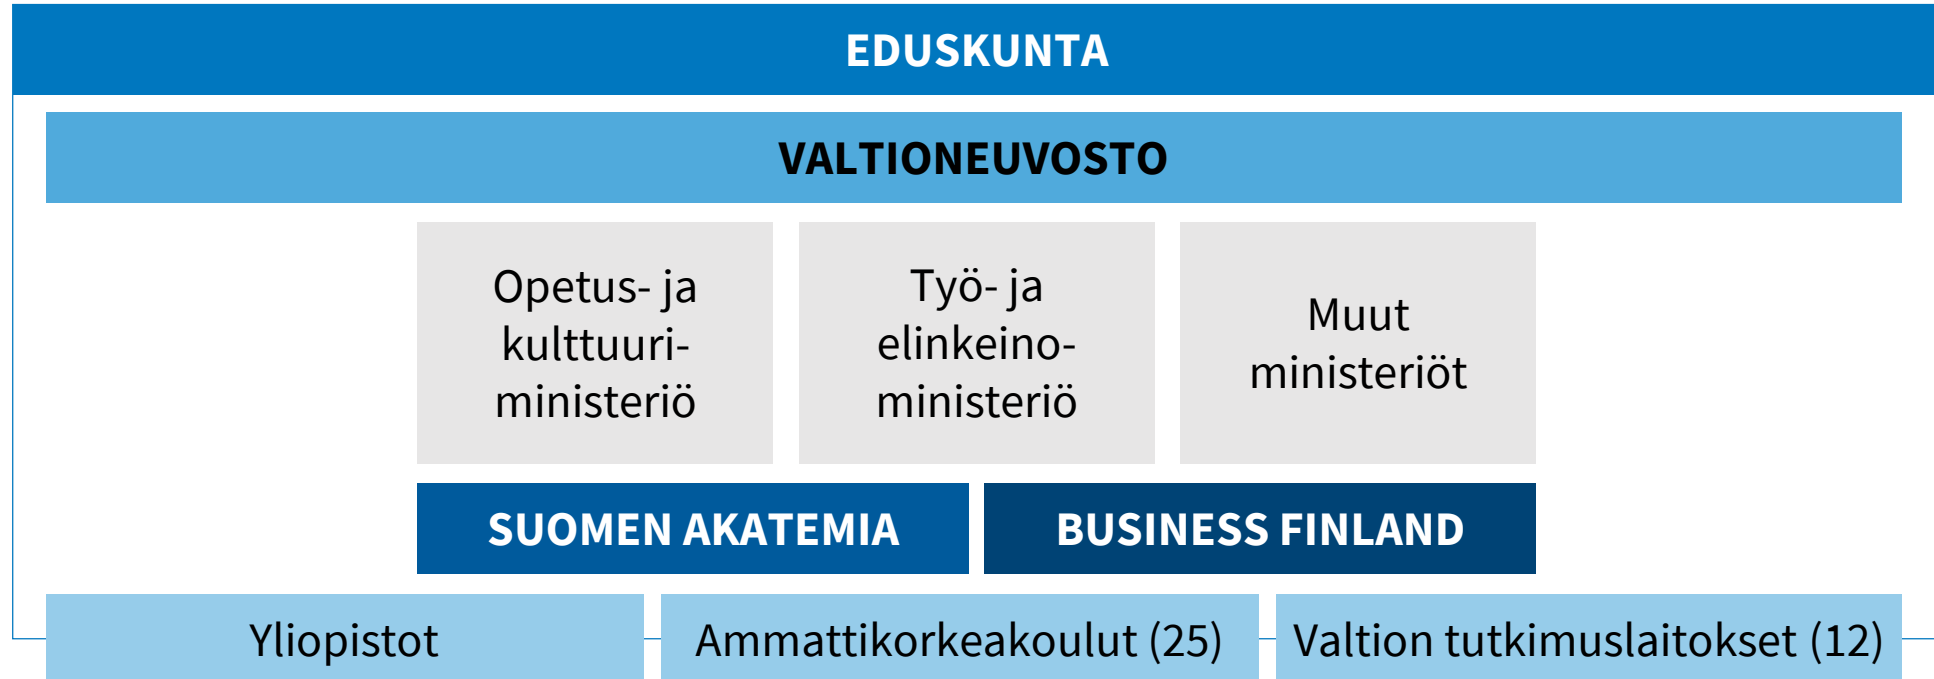 EDUSKUNTA
VALTIONEUVOSTO
Opetus- ja
kulttuuri-
ministeriö
Työ- ja
elinkeino-
ministeriö
Muut
ministeriöt
SUOMEN AKATEMIA
BUSINESS FINLAND
Yliopistot
Ammattikorkeakoulut (25)
Valtion tutkimuslaitokset (12)